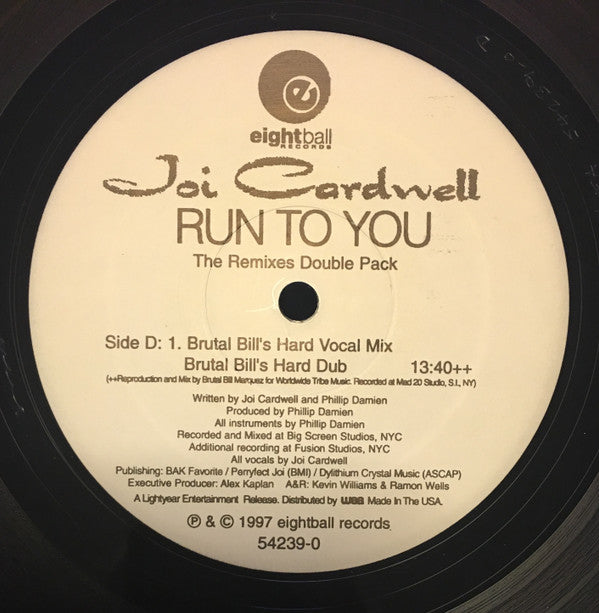 e
eightball
RECORDS
Joi Cardwell
RUN TO YOU
The Remixes Double Pack
Side D: 1. Brutal Bill's Hard Vocal Mix
Brutal Bill's Hard Dub 13:40++
(++Reproduction and Mix by Brutal Bill Marquez for Worldwide Tribe Music. Recorded at Mad 20 Studio, S.I., NY)
Written by Joi Cardwell and Phillip Damien
Produced by Phillip Damien
All instruments by Phillip Damien
Recorded and Mixed at Big Screen Studios, NYC
Additional recording at Fusion Studios, NYC
All vocals by Joi Cardwell
Publishing: BAK Favorite / Perryfect Joi (BMI) / Dylithium Crystal Music (ASCAP)
Executive Producer: Alex Kaplan A&R: Kevin Williams & Ramon Wells
A Lightyear Entertainment Release. Distributed by wea Made In The USA.
℗ & © 1997 eightball records
54239-0
54239-0 D